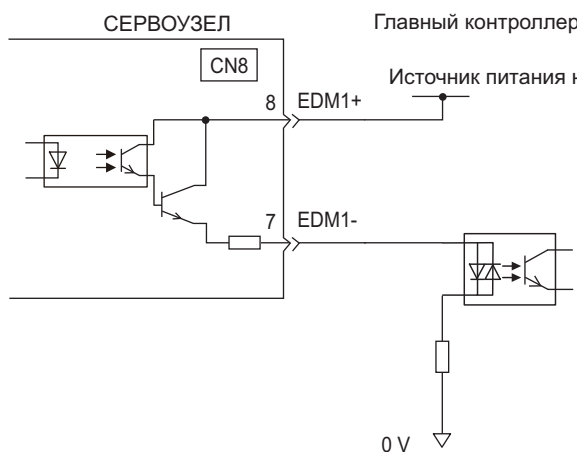 СЕРВОУЗЕЛ
Главный контроллер
CN8
Источник питания
8 EDM1+
7 EDM1-
0 V